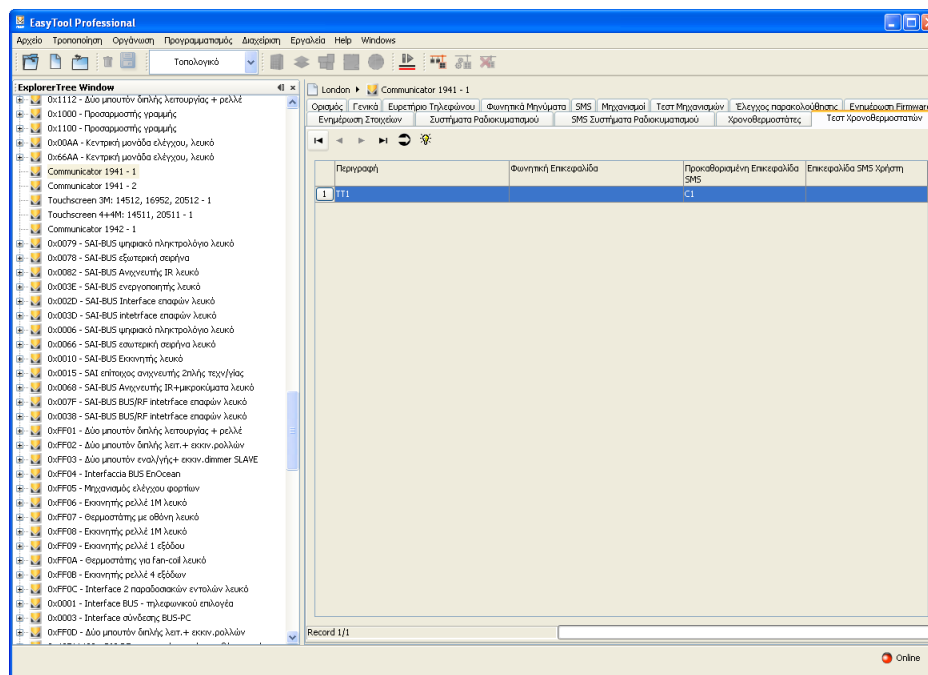 EasyTool Professional
Αρχείο Τροποποίηση Οργάνωση Προγραμματισμός Διαχείριση Εργαλεία Help Windows
Τοπολογικό
ExplorerTree Window
0x1112 - Δύο μπουτόν διπλής λειτουργίας + ρελλέ
0x1000 - Προσαρμοστής γραμμής
0x1100 - Προσαρμοστής γραμμής
0x00AA - Κεντρική μονάδα ελέγχου, λευκό
0x66AA - Κεντρική μονάδα ελέγχου, λευκό
Communicator 1941 - 1
Communicator 1941 - 2
Touchscreen 3M: 14512, 16952, 20512 - 1
Touchscreen 4+4M: 14511, 20511 - 1
Communicator 1942 - 1
0x0079 - SAI-BUS ψηφιακό πληκτρολόγιο λευκό
0x0078 - SAI-BUS εξωτερική σειρήνα
0x0082 - SAI-BUS Ανιχνευτής IR λευκό
0x003E - SAI-BUS ενεργοποιητής λευκό
0x002D - SAI-BUS Interface επαφών λευκό
0x003D - SAI-BUS intetrface επαφών λευκό
0x0006 - SAI-BUS ψηφιακό πληκτρολόγιο λευκό
0x0066 - SAI-BUS εσωτερική σειρήνα λευκό
0x0010 - SAI-BUS Εκκινητής λευκό
0x0015 - SAI επίτοιχος ανιχνευτής 2πλής τεχν/γίας
0x0068 - SAI-BUS Ανιχνευτής IR+μικροκύματα λευκό
0x007F - SAI-BUS BUS/RF intetrface επαφών λευκό
0x0038 - SAI-BUS BUS/RF intetrface επαφών λευκό
0xFF01 - Δύο μπουτόν διπλής λειτουργίας + ρελλέ
0xFF02 - Δύο μπουτόν διπλής λειτ.+ εκκιν.ρολλών
0xFF03 - Δύο μπουτόν εναλ/γής+ εκκιν.dimmer SLAVE
0xFF04 - Interfaccia BUS EnOcean
0xFF05 - Μηχανισμός ελέγχου φορτίων
0xFF06 - Εκκινητής ρελλέ 1M λευκό
0xFF07 - Θερμοστάτης με οθόνη λευκό
0xFF08 - Εκκινητής ρελλέ 1M λευκό
0xFF09 - Εκκινητής ρελλέ 1 εξόδου
0xFF0A - Θερμοστάτης για fan-coil λευκό
0xFF0B - Εκκινητής ρελλέ 4 εξόδων
0xFF0C - Interface 2 παραδοσιακών εντολών λευκό
0x0001 - Interface BUS - τηλεφωνικού επιλογέα
0x0003 - Interface σύνδεσης BUS-PC
0xFF0D - Δύο μπουτόν διπλής λειτ.+ εκκιν.ρολλών
London Communicator 1941 - 1
Ορισμός Γενικά Ευρετήριο Τηλεφώνου Φωνητικά Μηνύματα SMS Μηχανισμοί Τεστ Μηχανισμών Έλεγχος παρακολούθησης Ενημέρωση Firmware
Ενημέρωση Στοιχείων Συστήματα Ραδιοκυματισμού SMS Συστήματα Ραδιοκυματισμού Χρονοθερμοστάτες Τεστ Χρονοθερμοστατών
Περιγραφή Φωνητική Επικεφαλίδα Προκαθορισμένη Επικεφαλίδα SMS Επικεφαλίδα SMS Χρήστη
1 TT1 C1
Record 1/1
Online